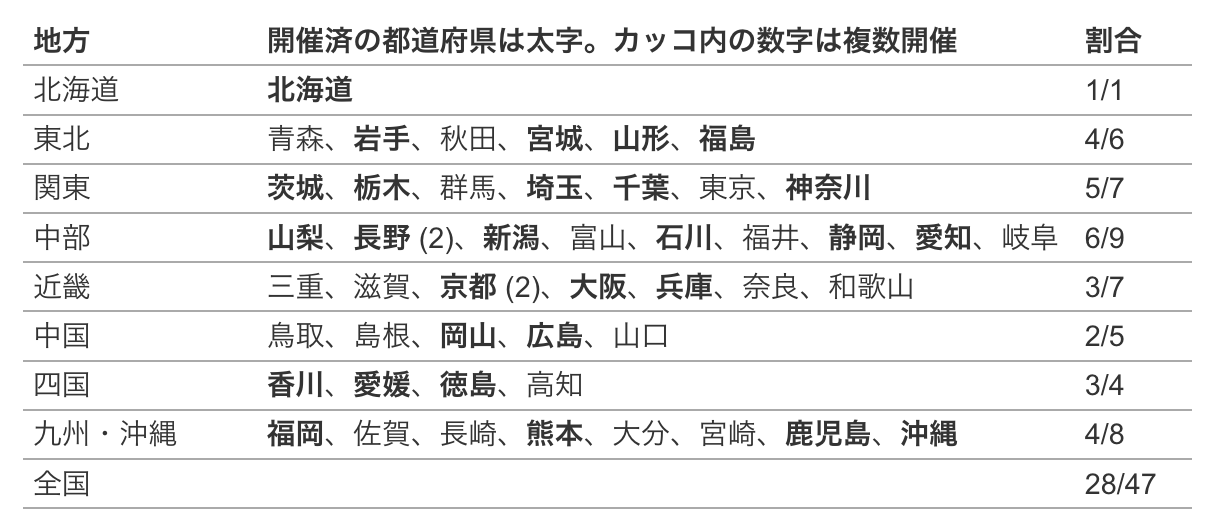 地方 開催済の都道府県は太字。カッコ内の数字は複数開催 割合
北海道 北海道 1/1
東北 青森、岩手、秋田、宮城、山形、福島 4/6
関東 茨城、栃木、群馬、埼玉、千葉、東京、神奈川 5/7
中部 山梨、長野 (2)、新潟、富山、石川、福井、静岡、愛知、岐阜 6/9
近畿 三重、滋賀、京都 (2)、大阪、兵庫、奈良、和歌山 3/7
中国 鳥取、島根、岡山、広島、山口 2/5
四国 香川、愛媛、徳島、高知 3/4
九州・沖縄 福岡、佐賀、長崎、熊本、大分、宮崎、鹿児島、沖縄 4/8
全国 28/47